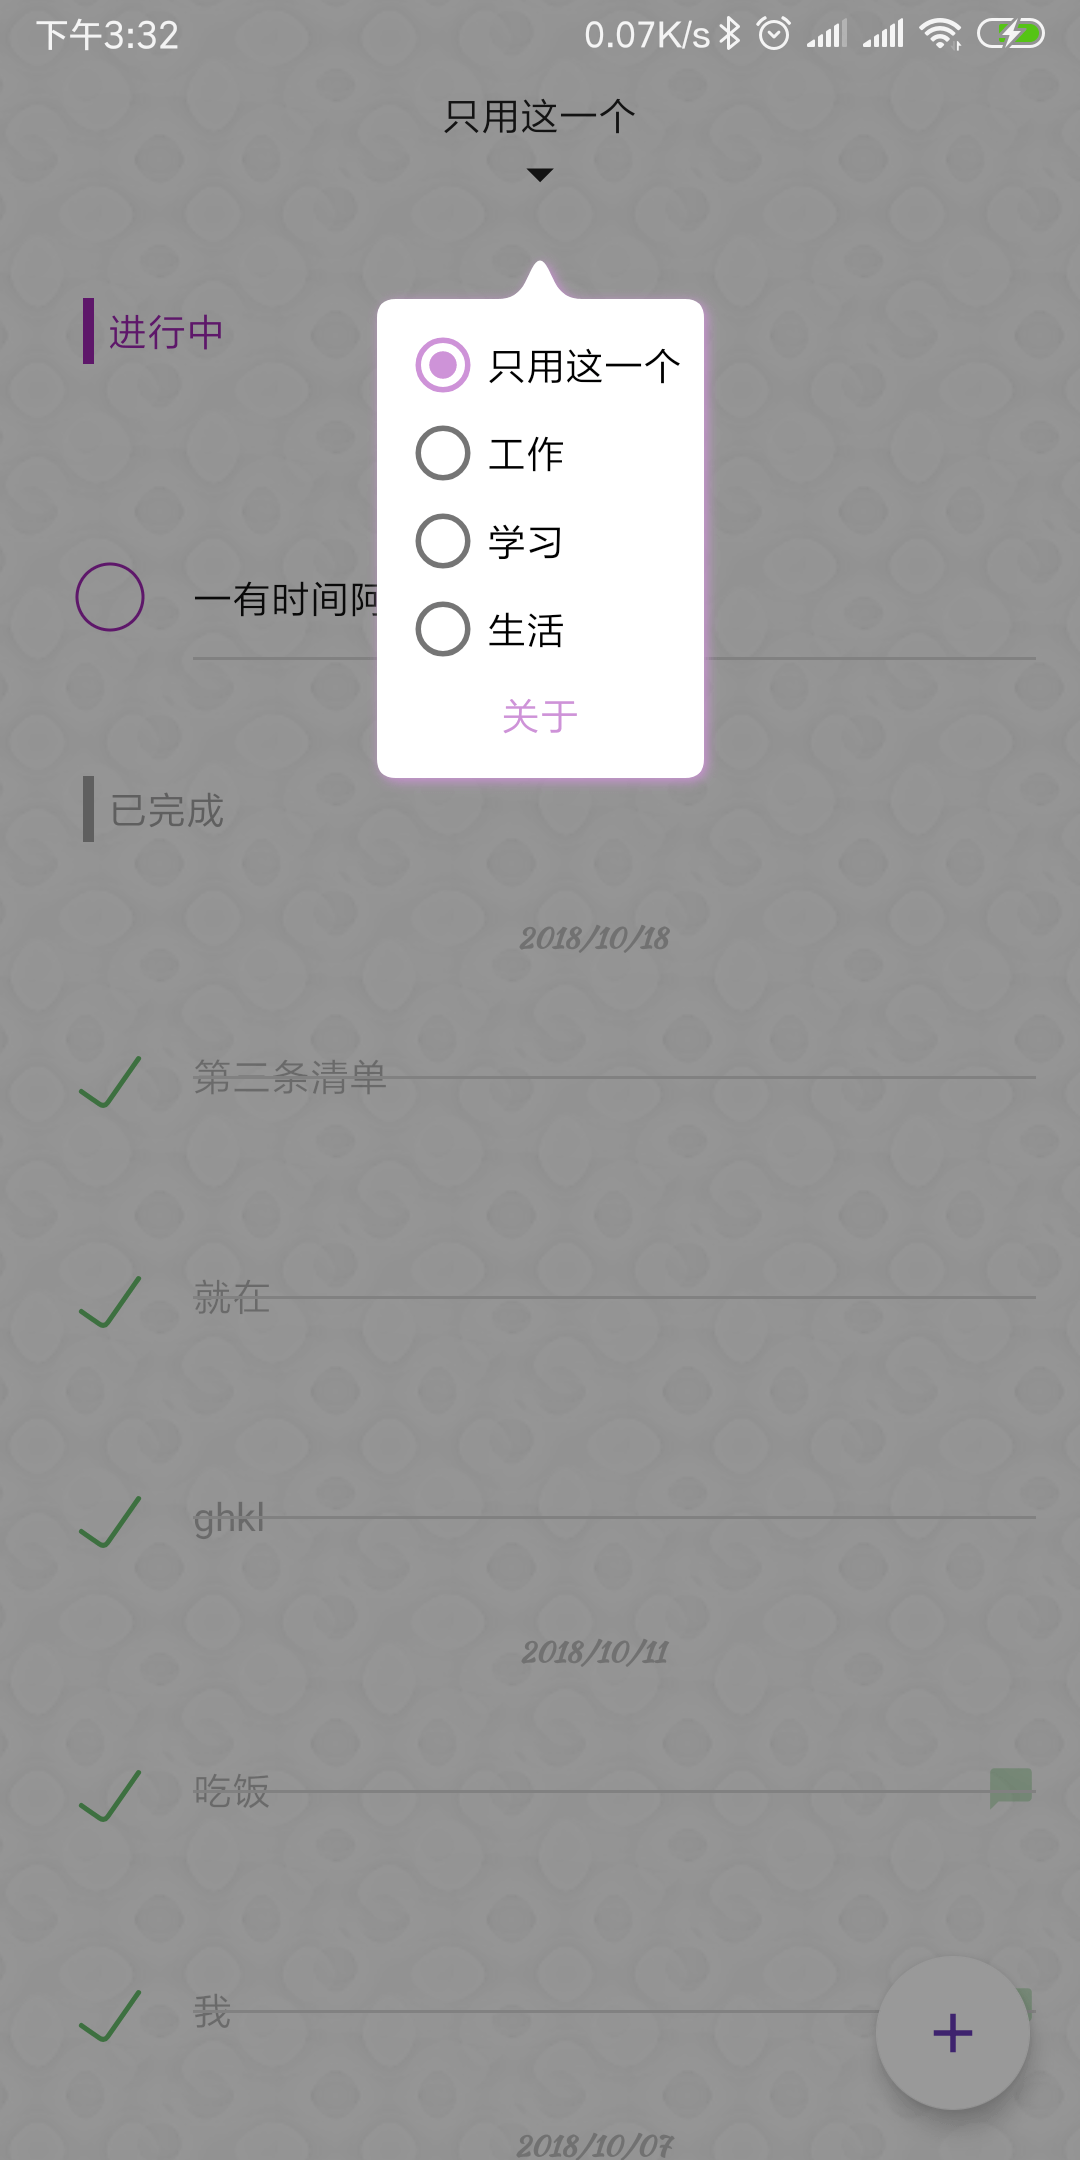 下午3:32 0.07K/s
只用这一个
进行中
只用这一个
工作
学习
生活
关于
一有时间阿
已完成
2018/10/18
第三条清单
就在
ghkl
2018/10/11
吃饭
我
2018/10/07